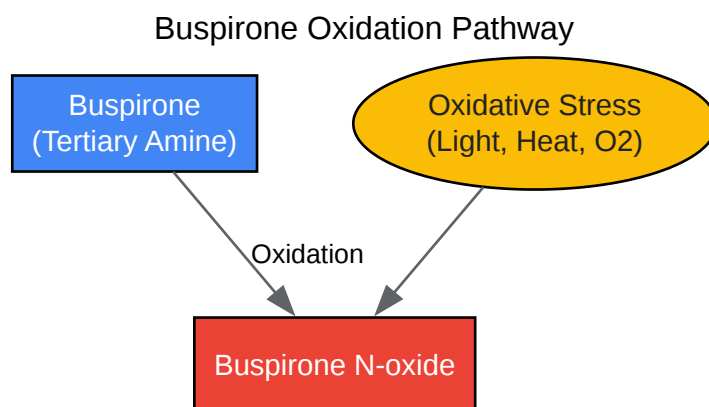 Buspirone Oxidation Pathway
Buspirone
(Tertiary Amine)
Oxidative Stress
(Light, Heat, O2)
Oxidation
Buspirone N-oxide